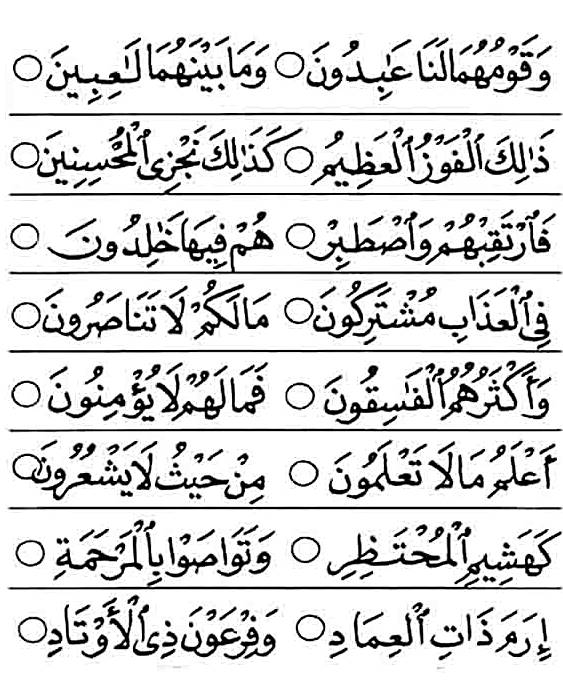 وَقَوْمُهُمَا لَنَا عَٰبِدُونَ ○ وَمَا بَيْنَهُمَا لَٰعِبِينَ ○
ذَٰلِكَ ٱلْفَوْزُ ٱلْعَظِيمُ ○ كَذَٰلِكَ نَجْزِى ٱلْمُحْسِنِينَ ○
فَٱرْتَقِبْهُمْ وَٱصْطَبِرْ ○ هُمْ فِيهَا خَٰلِدُونَ ○
فِى ٱلْعَذَابِ مُشْتَرِكُونَ ○ مَا لَكُمْ لَا تَنَاصَرُونَ ○
وَأَكْثَرُهُمُ ٱلْفَٰسِقُونَ ○ فَمَا لَهُمْ لَا يُؤْمِنُونَ ○
أَعْلَمُ مَا لَا تَعْلَمُونَ ○ مِنْ حَيْثُ لَا يَشْعُرُونَ ○
كَهَشِيمِ ٱلْمُحْتَظِرِ ○ وَتَوَاصَوْا بِٱلْمَرْحَمَةِ ○
إِرَمَ ذَاتِ ٱلْعِمَادِ ○ وَفِرْعَوْنَ ذِى ٱلْأَوْتَادِ ○